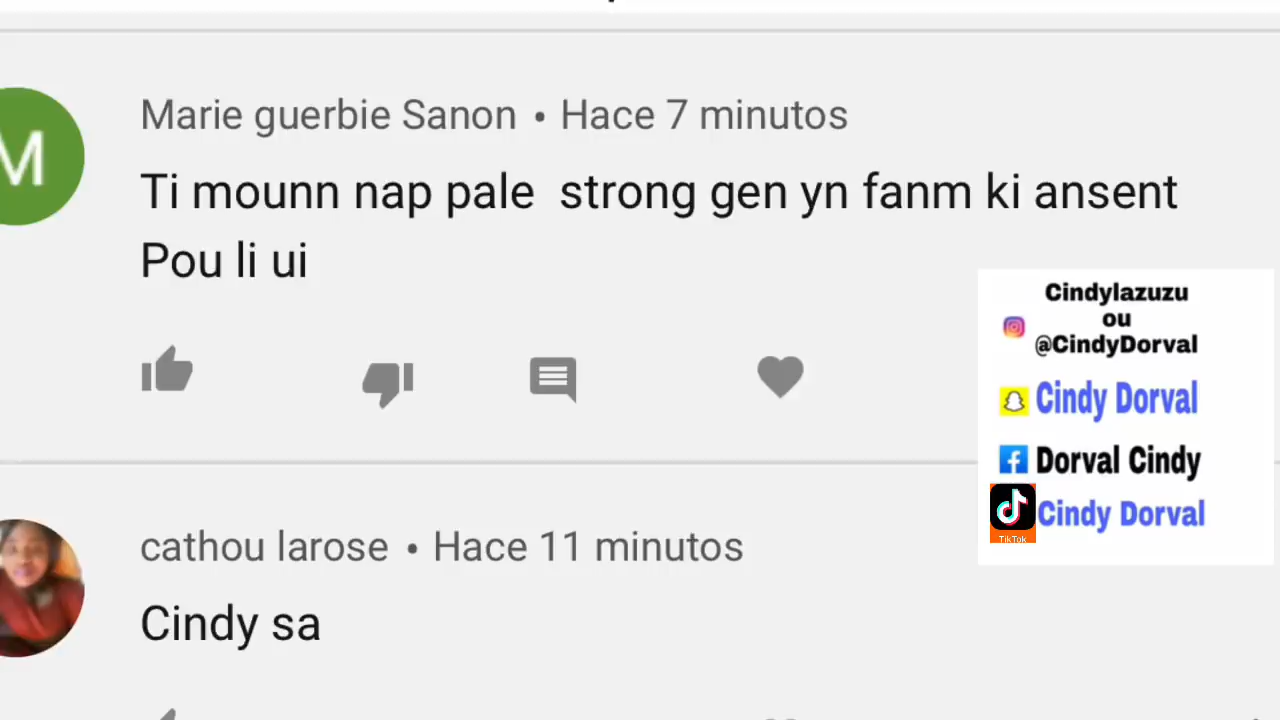 Marie guerbie Sanon • Hace 7 minutos
M
Ti mounn nap pale strong gen yn fanm ki ansent
Pou li ui
Cindylazuzu
ou
@CindyDorval
Cindy Dorval
Dorval Cindy
Cindy Dorval
TikTok
cathou larose • Hace 11 minutos
Cindy sa